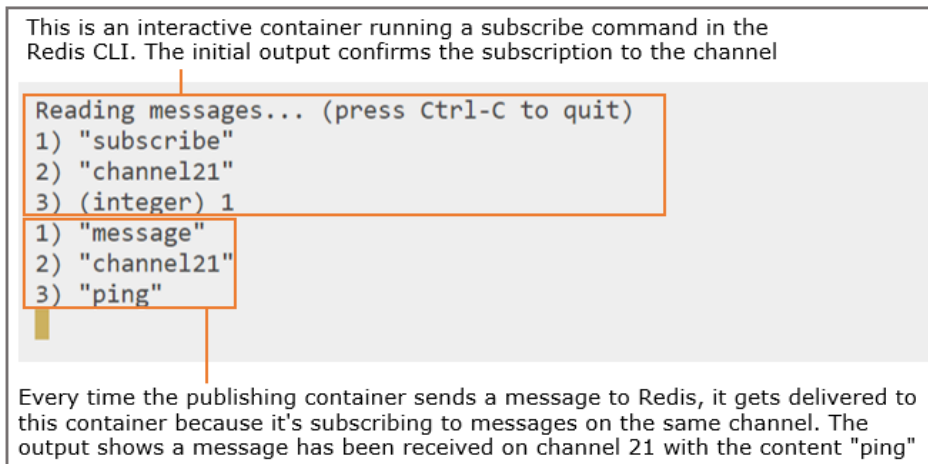 This is an interactive container running a subscribe command in the
Redis CLI. The initial output confirms the subscription to the channel
Reading messages... (press Ctrl-C to quit)
1) "subscribe"
2) "channel21"
3) (integer) 1
1) "message"
2) "channel21"
3) "ping"
Every time the publishing container sends a message to Redis, it gets delivered to
this container because it's subscribing to messages on the same channel. The
output shows a message has been received on channel 21 with the content "ping"